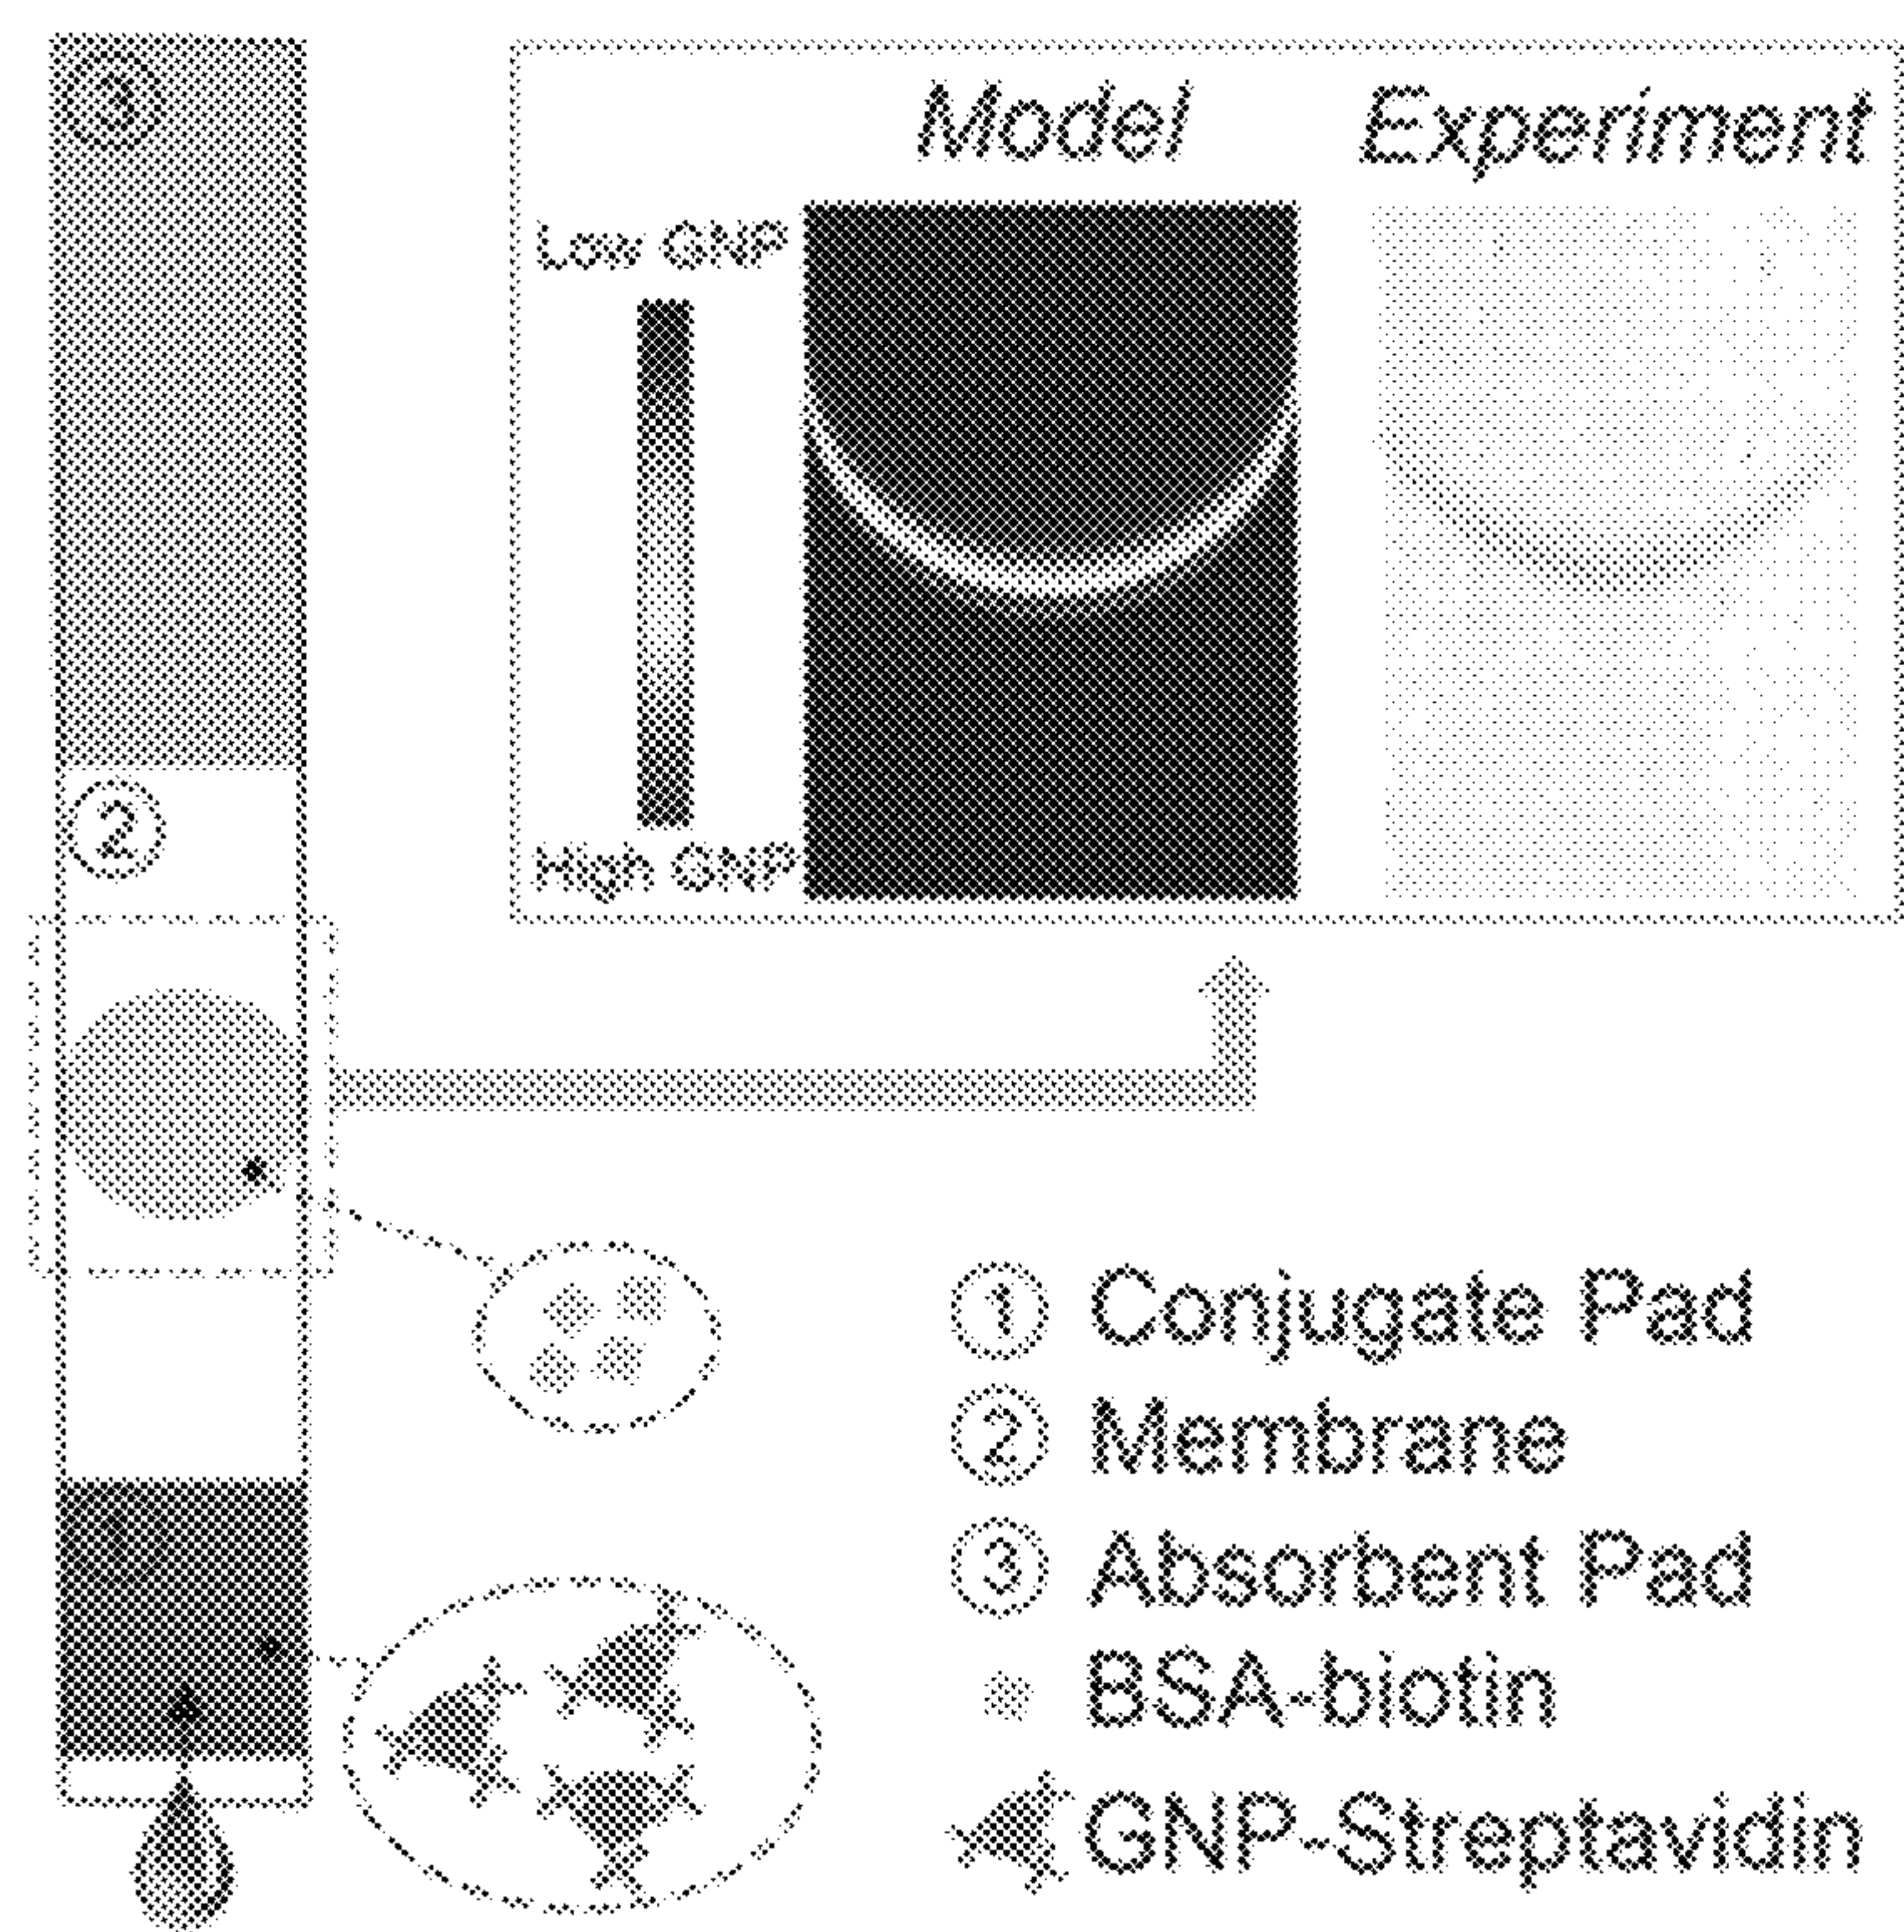 3
Model Experiment
Low GNP
High GNP
2
1 Conjugate Pad
2 Membrane
3 Absorbent Pad
BSA-biotin
GNP-Streptavidin